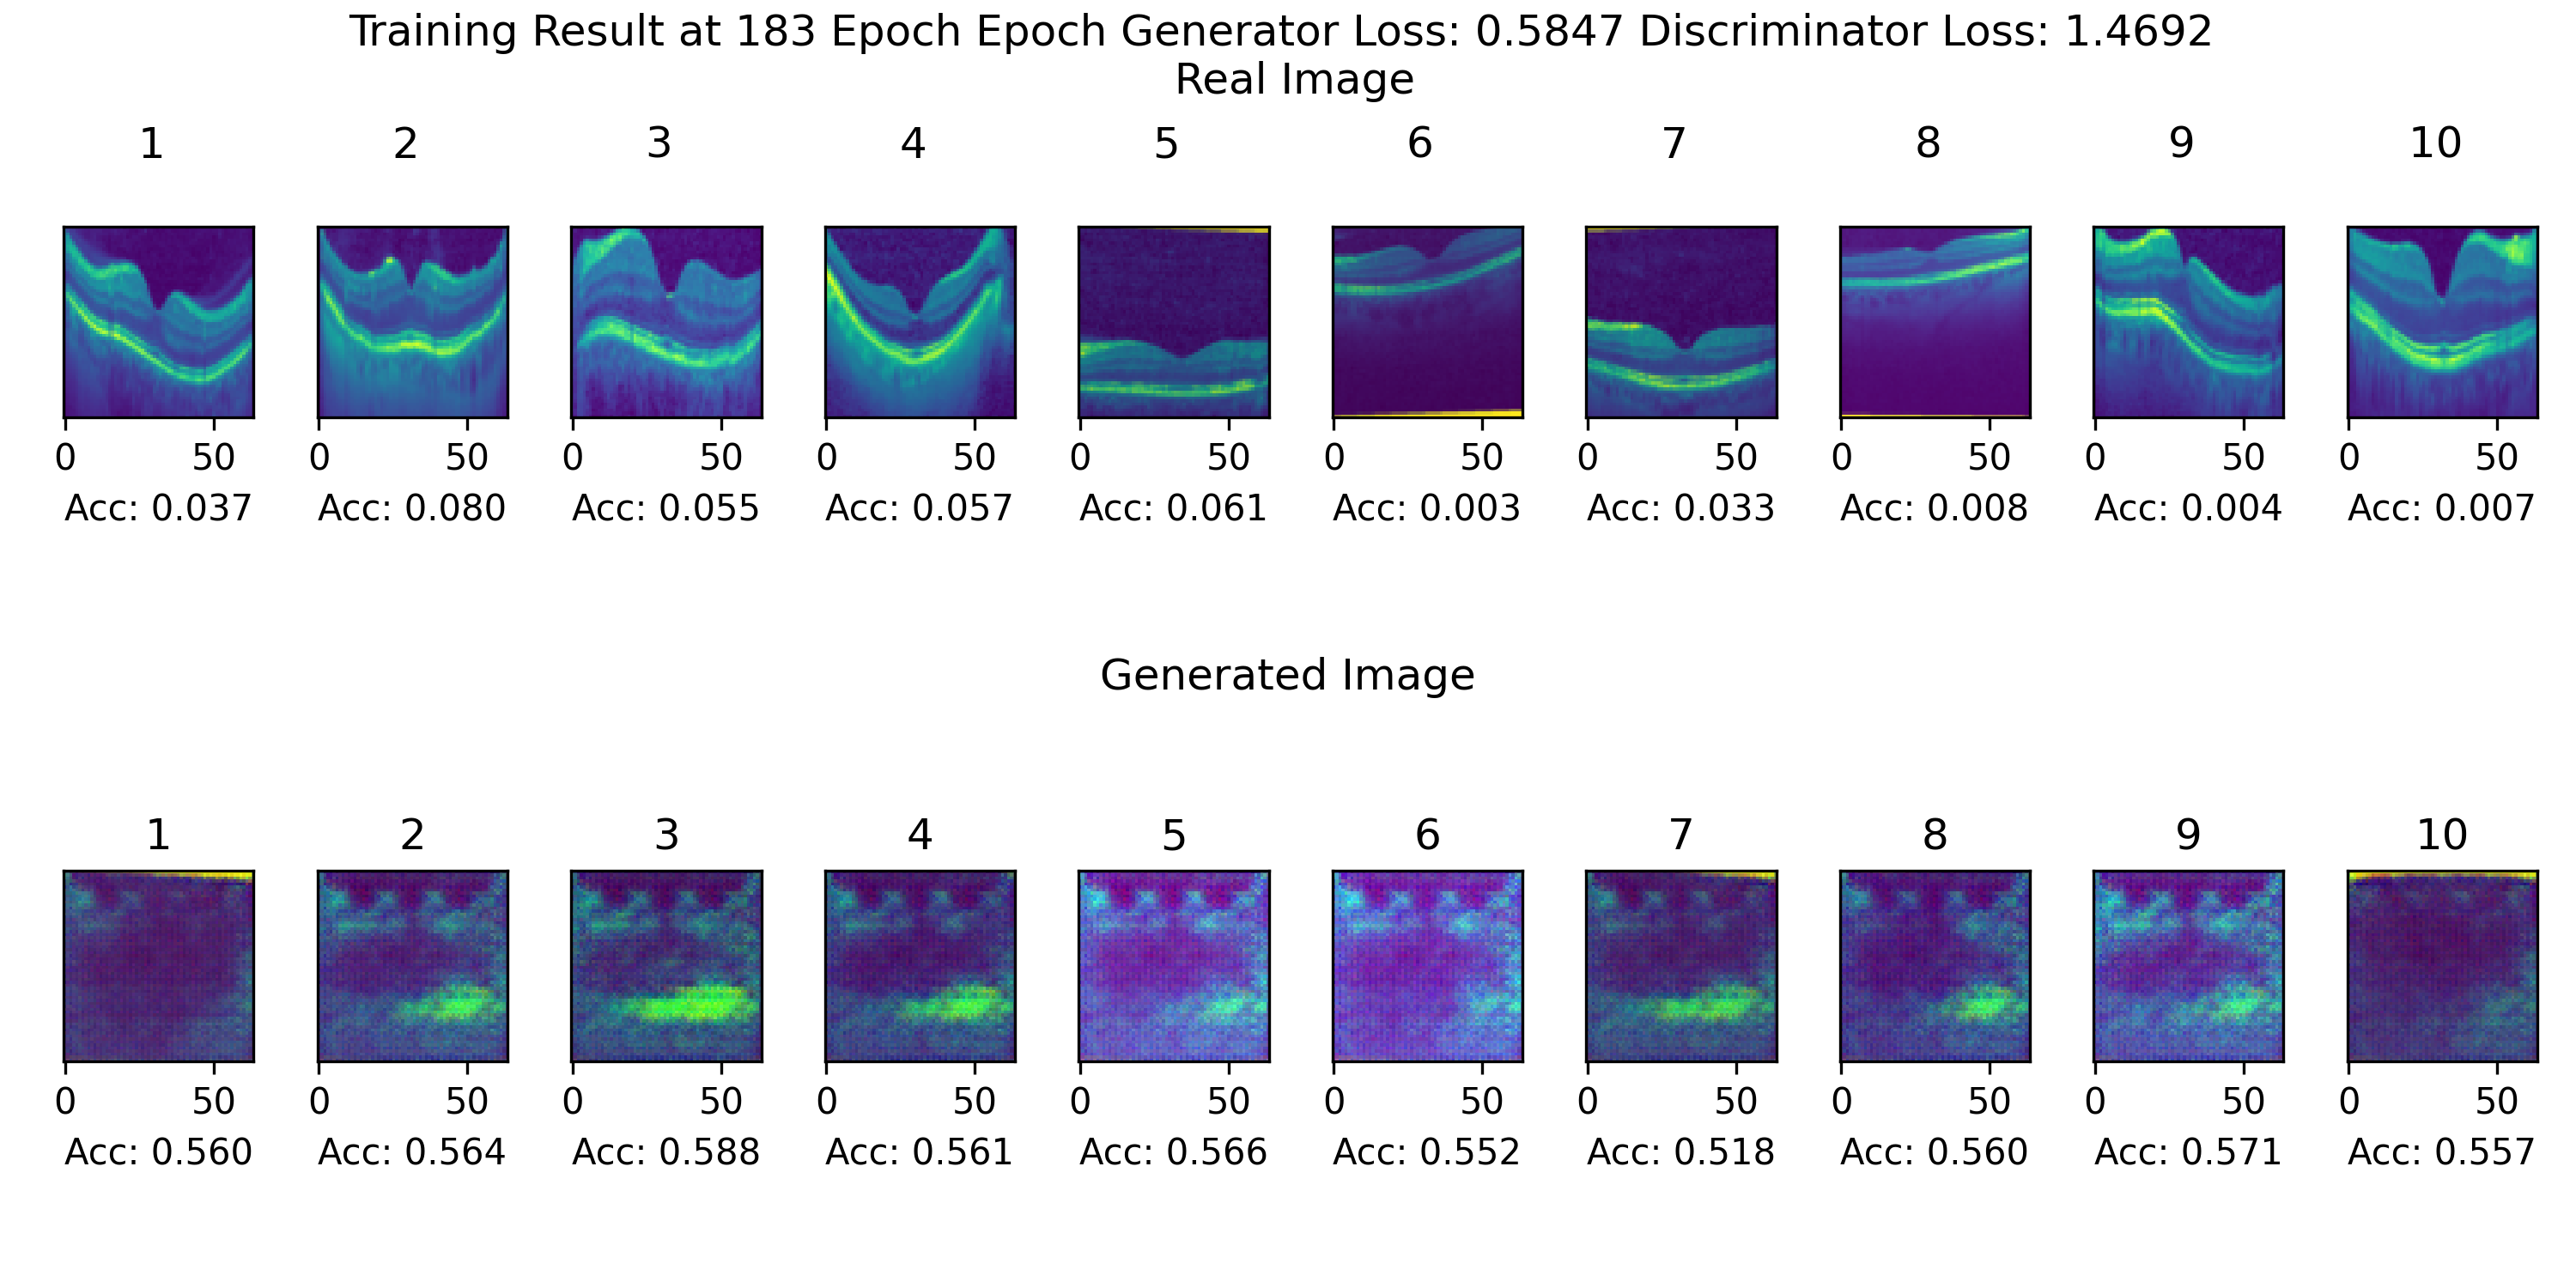 Training Result at 183 Epoch Epoch Generator Loss: 0.5847 Discriminator Loss: 1.4692
Real Image
1 2 3 4 5 6 7 8 9 10
0 50 0 50 0 50 0 50 0 50 0 50 0 50 0 50 0 50 0 50
Acc: 0.037 Acc: 0.080 Acc: 0.055 Acc: 0.057 Acc: 0.061 Acc: 0.003 Acc: 0.033 Acc: 0.008 Acc: 0.004 Acc: 0.007
Generated Image
1 2 3 4 5 6 7 8 9 10
0 50 0 50 0 50 0 50 0 50 0 50 0 50 0 50 0 50 0 50
Acc: 0.560 Acc: 0.564 Acc: 0.588 Acc: 0.561 Acc: 0.566 Acc: 0.552 Acc: 0.518 Acc: 0.560 Acc: 0.571 Acc: 0.557